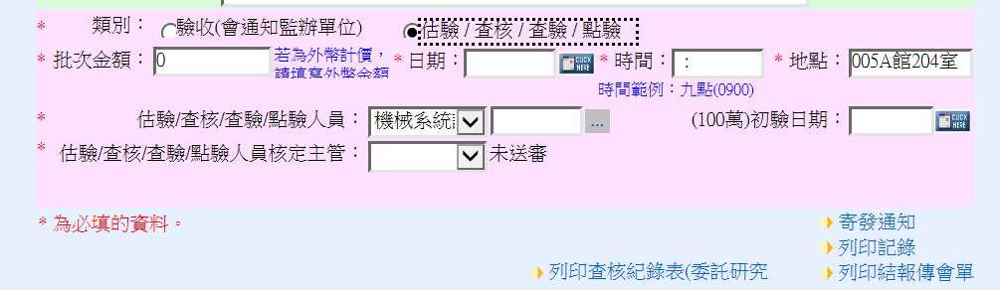 * 類別： 驗收(會通知監辦單位) 估驗 / 查核 / 查驗 / 點驗
* 批次金額： 0 若為外幣計價， * 日期： CLICK HERE * 時間： : * 地點： 005A館204室
請填寫外幣金額
時間範例：九點(0900)
* 估驗/查核/查驗/點驗人員： 機械系統 ... (100萬)初驗日期： CLICK HERE
* 估驗/查核/查驗/點驗人員核定主管： 未送審
* 為必填的資料。
寄發通知
列印記錄
列印查核紀錄表(委託研究 列印結報傳會單